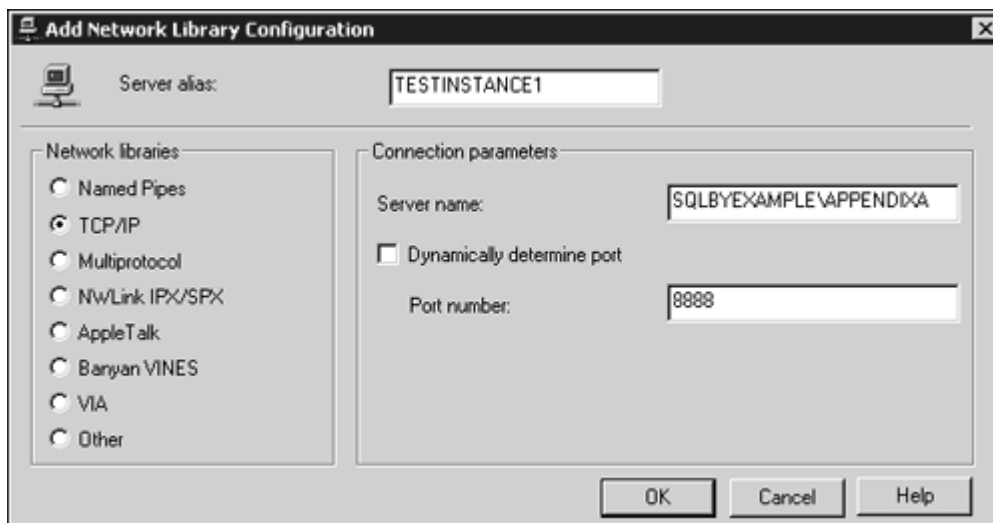 Add Network Library Configuration
Server alias:
TESTINSTANCE1
Network libraries
Named Pipes
TCP/IP
Multiprotocol
NWLink IPX/SPX
AppleTalk
Banyan VINES
VIA
Other
Connection parameters
Server name:
SQLBYEXAMPLE\APPENDIXA
Dynamically determine port
Port number:
8888
OK
Cancel
Help